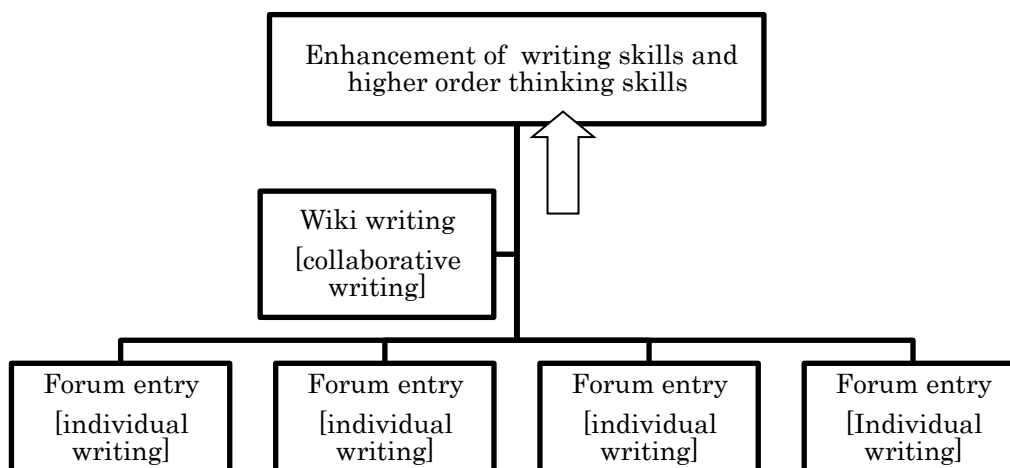 Enhancement of  writing skills and
higher order thinking skills
Wiki writing
[collaborative
writing]
Forum entry
[individual
writing]
Forum entry
[individual
writing]
Forum entry
[individual
writing]
Forum entry
[Individual
writing]